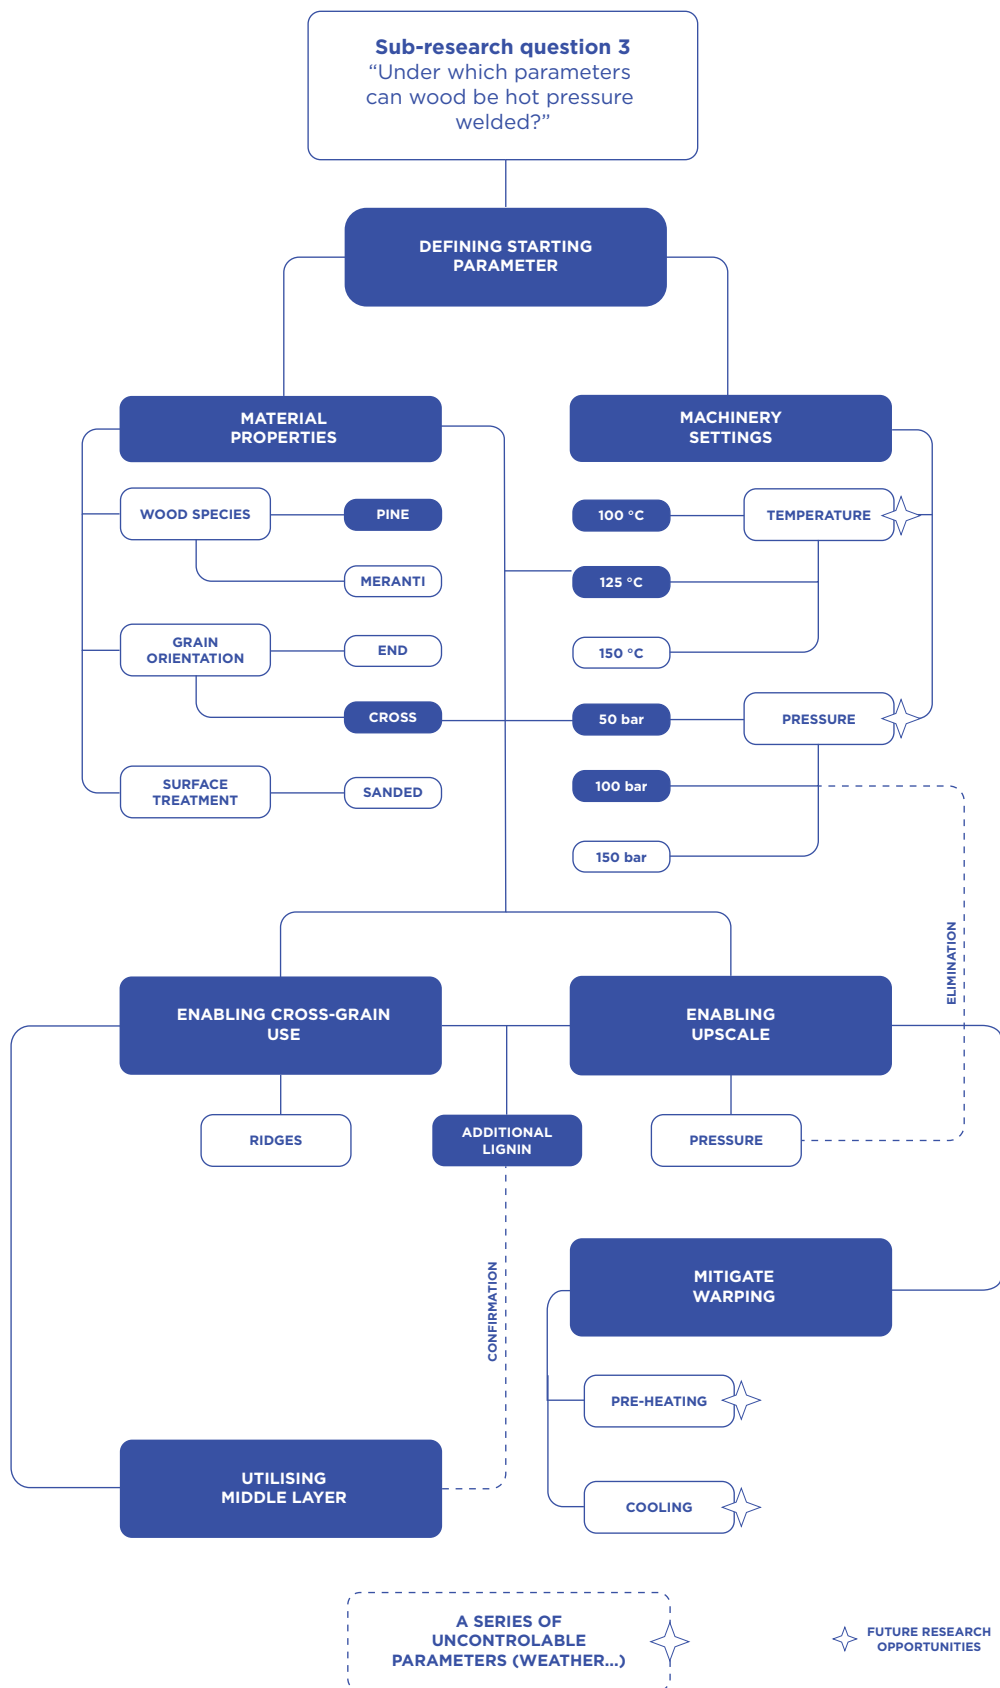 Sub-research question 3
“Under which parameters
can wood be hot pressure
welded?”
DEFINING STARTING
PARAMETER
MATERIAL
PROPERTIES
MACHINERY
SETTINGS
WOOD SPECIES
PINE
MERANTI
GRAIN
ORIENTATION
END
CROSS
SURFACE
TREATMENT
SANDED
100 °C
TEMPERATURE
125 °C
150 °C
50 bar
PRESSURE
100 bar
150 bar
ELIMINATION
ENABLING CROSS-GRAIN
USE
ENABLING
UPSCALE
RIDGES
ADDITIONAL
LIGNIN
PRESSURE
CONFIRMATION
MITIGATE
WARPING
PRE-HEATING
COOLING
UTILISING
MIDDLE LAYER
A SERIES OF
UNCONTROLABLE
PARAMETERS (WEATHER...)
FUTURE RESEARCH
OPPORTUNITIES